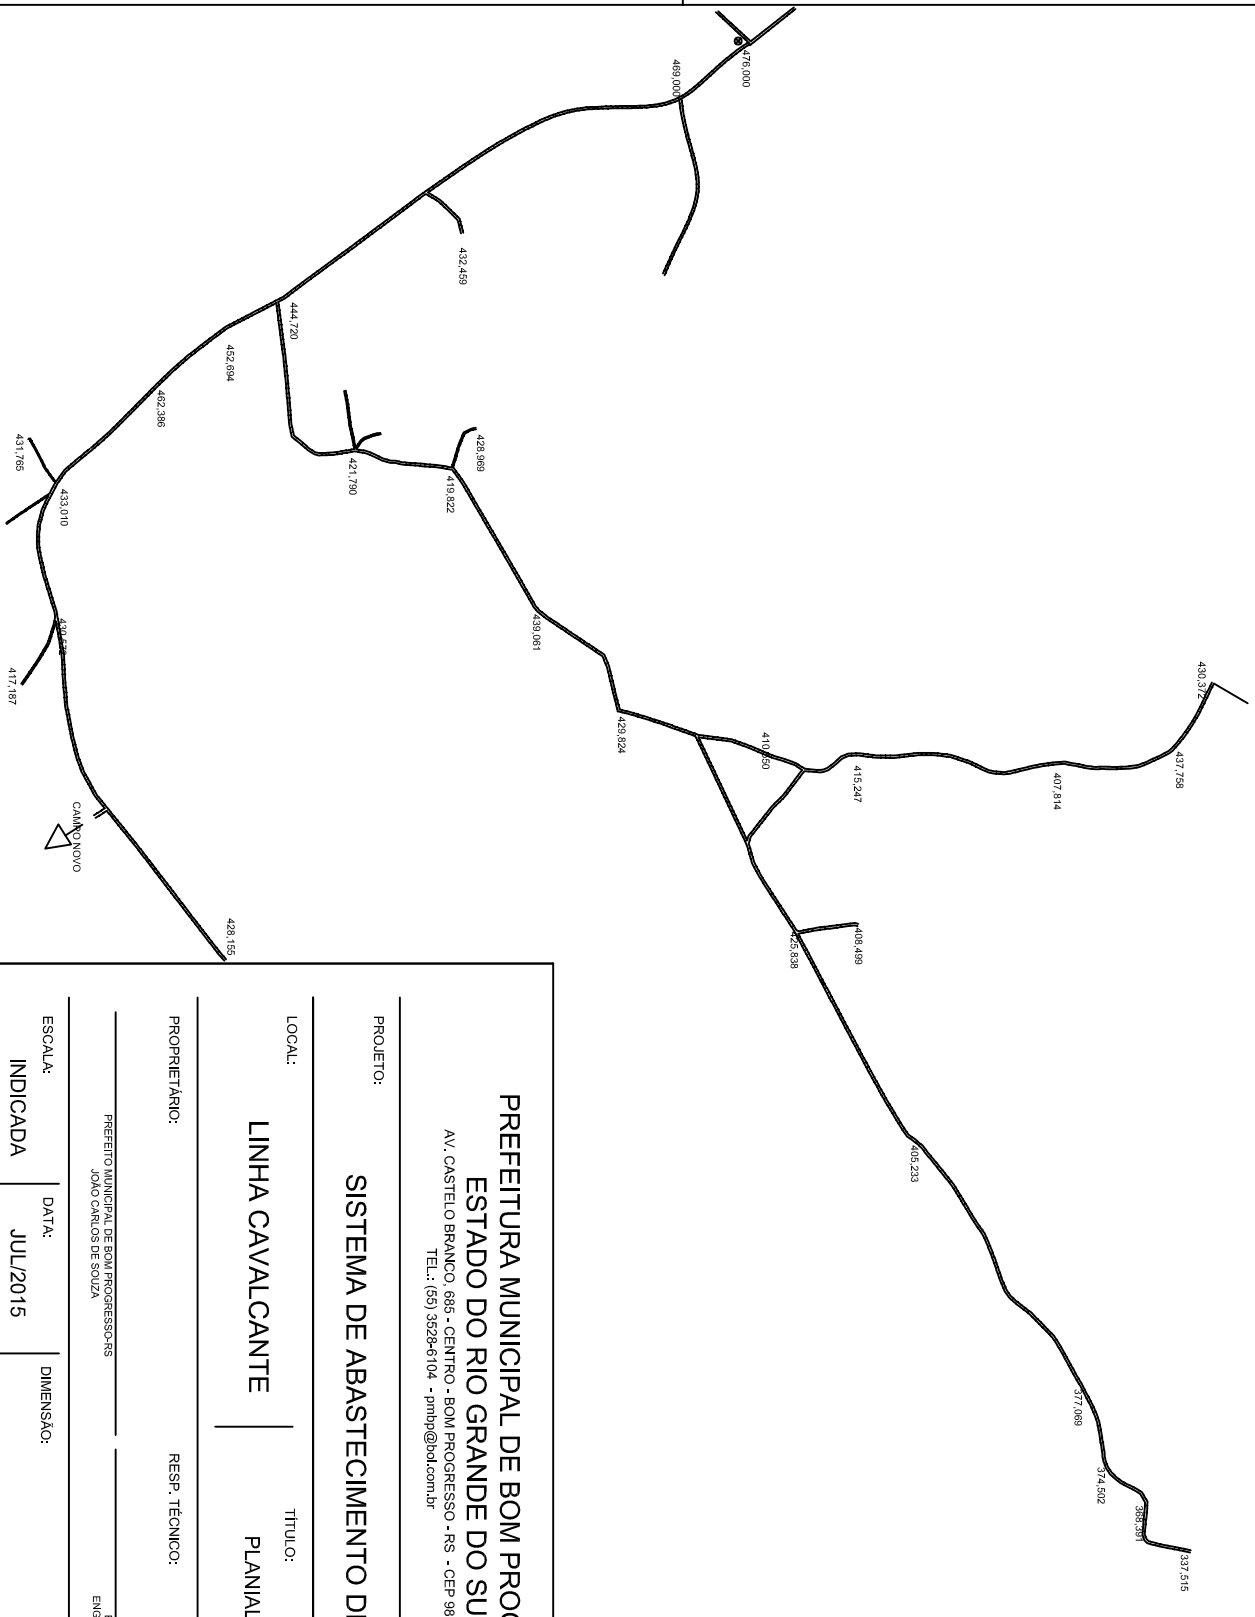 476,000
469,000
432,459
444,720
452,694
462,386
431,765
433,010
421,790
428,969
419,822
439,061
429,824
417,187
410,650
415,247
407,814
437,758
430,372
CAMPO NOVO
428,155
408,499
425,838
405,233
377,069
374,502
368,391
337,515
PREFEITURA MUNICIPAL DE BOM PROG
ESTADO DO RIO GRANDE DO SU
AV. CASTELO BRANCO, 685 - CENTRO - BOM PROGRESSO - RS - CEP 98
TEL.: (55) 3528-6104 - pmbp@bol.com.br
PROJETO:
SISTEMA DE ABASTECIMENTO D
LOCAL:
LINHA CAVALCANTE
TÍTULO:
PLANIAL
PROPRIETÁRIO:
RESP. TÉCNICO:
PREFEITO MUNICIPAL DE BOM PROGRESSO-RS
JOÃO CARLOS DE SOUZA
ENG
ESCALA:
INDICADA
DATA:
JUL/2015
DIMENSÃO: